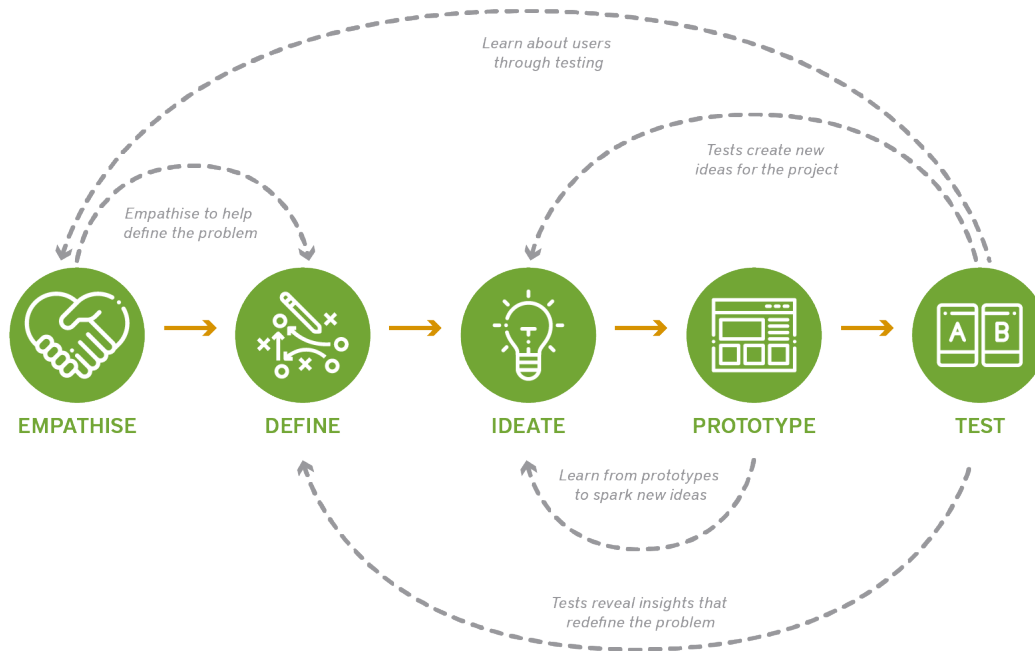 Learn about users
through testing
Tests create new
ideas for the project
Empathise to help
define the problem
A B
EMPATHISE
DEFINE
IDEATE
PROTOTYPE
TEST
Learn from prototypes
to spark new ideas
Tests reveal insights that
redefine the problem